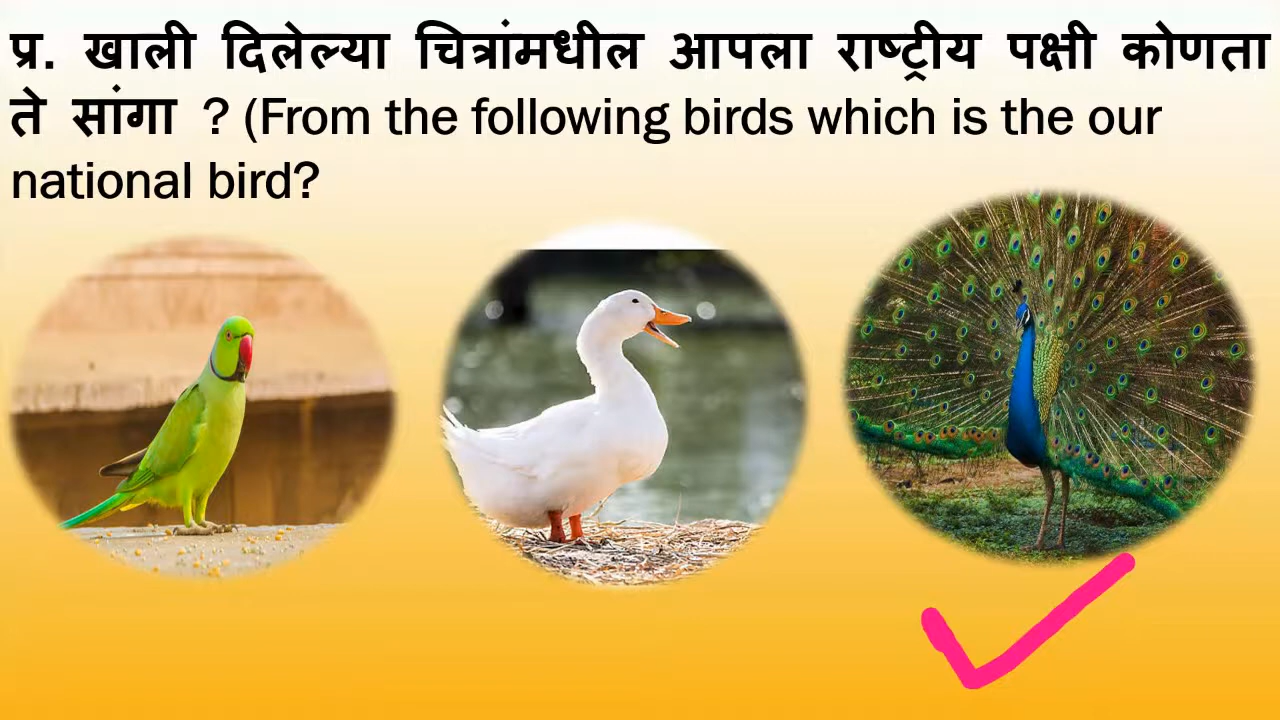 प्र. खाली दिलेल्या चित्रांमधील आपला राष्ट्रीय पक्षी कोणता
ते सांगा ? (From the following birds which is the our
national bird?